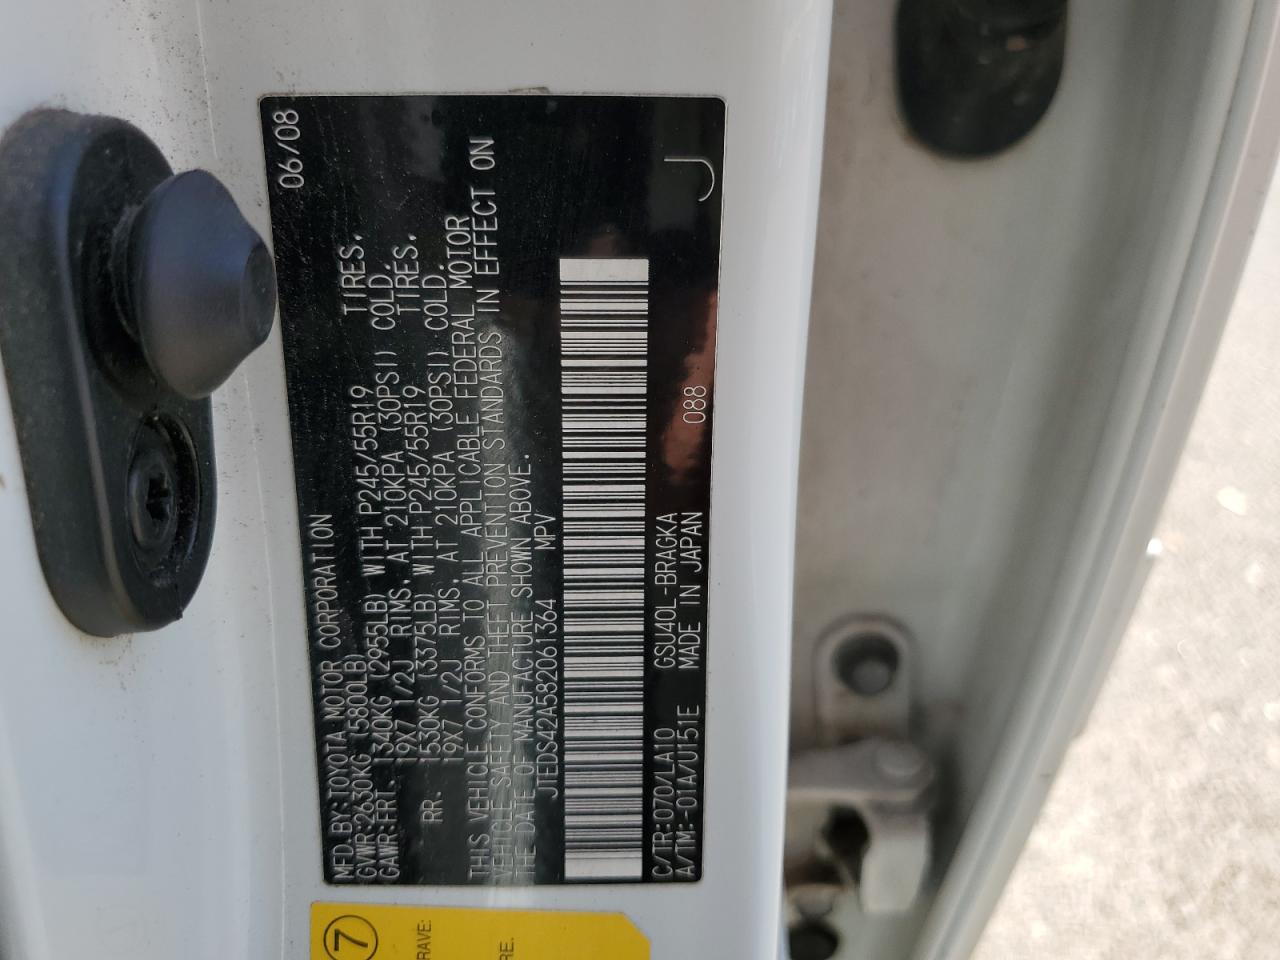 MFD.BY:TOYOTA MOTOR CORPORATION 06/08
GVWR:2630KG (5800LB)
GAWR:FRT. 1340KG (2955LB) WITH P245/55R19 TIRES.
19X7 1/2J RIMS. AT 210KPA (30PSI) COLD.
RR. 1530KG (3375LB) WITH P245/55R19 TIRES.
19X7 1/2J RIMS. AT 210KPA (30PSI) COLD.
THIS VEHICLE CONFORMS TO ALL APPLICABLE FEDERAL MOTOR
VEHICLE SAFETY AND THEFT PREVENTION STANDARDS IN EFFECT ON
THE DATE OF MANUFACTURE SHOWN ABOVE.
JTEDS42A582061364 MPV
C/TR:070/LA10 GSU40L-BRAGKA 088
A/TM:-01A/U151E MADE IN JAPAN J
7
RAVE:
RE.